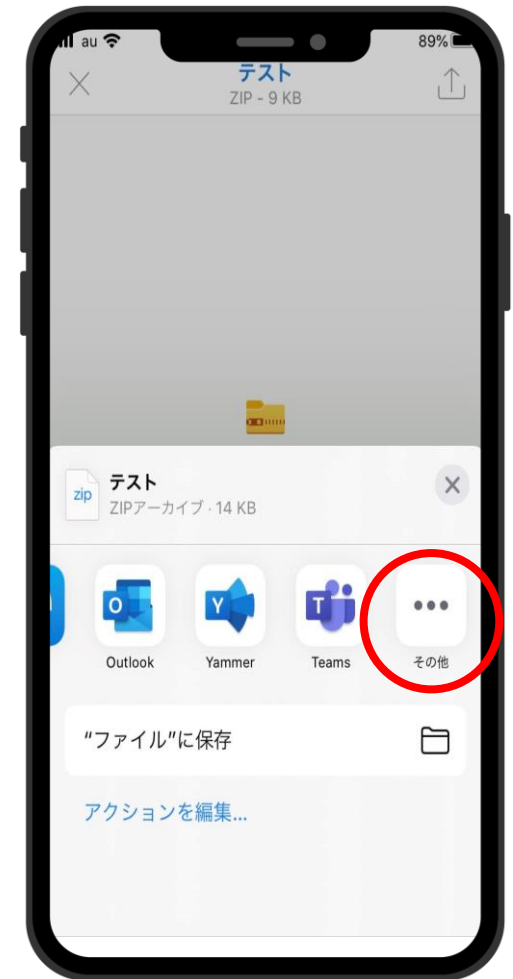 au 89%
テスト
ZIP - 9 KB
zip
テスト
ZIPアーカイブ · 14 KB
Outlook Yammer Teams その他
“ファイル”に保存
アクションを編集...